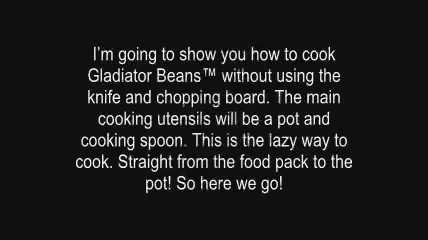 I'm going to show you how to cook
Gladiator Beans™ without using the
knife and chopping board. The main
cooking utensils will be a pot and
cooking spoon. This is the lazy way to
cook. Straight from the food pack to the
pot! So here we go!